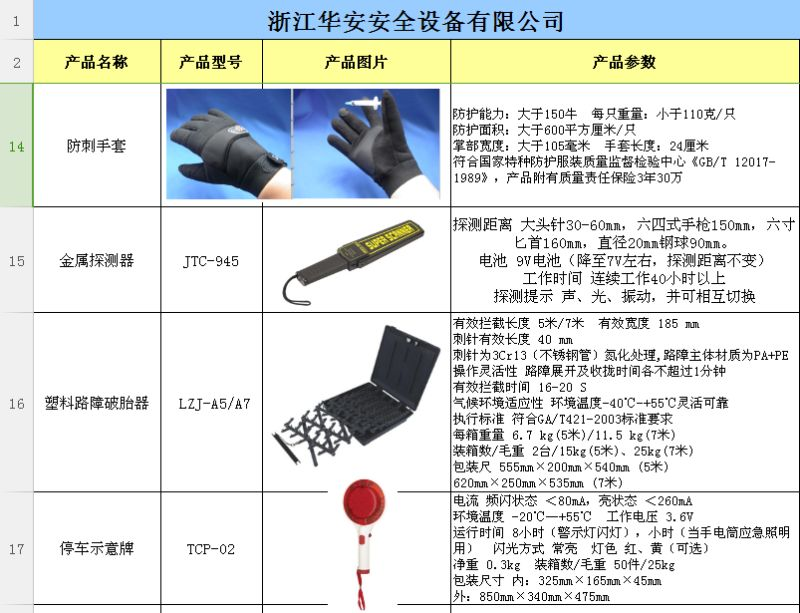 1
浙江华安安全设备有限公司
2
产品名称 产品型号 产品图片 产品参数
14
防刺手套
防护能力: 大于150牛 每只重量: 小于110克/只
防护面积: 大于600平方厘米/只
掌部宽度: 大于105毫米 手套长度: 24厘米
符合国家特种防护服装质量监督检验中心《GB/T 12017-
1989》, 产品附有质量责任保险3年30万
15
金属探测器
JTC-945
SUPER SCANNER
探测距离 大头针30-60mm, 六四式手枪150mm, 六寸
匕首160mm, 直径20mm钢球90mm。
电池 9V电池（降至7V左右, 探测距离不变）
工作时间 连续工作40小时以上
探测提示 声、光、振动, 并可相互切换
16
塑料路障破胎器
LZJ-A5/A7
有效拦截长度 5米/7米 有效宽度 185 mm
刺针有效长度 40 mm
刺针为3Cr13（不锈钢管）氮化处理,路障主体材质为PA+PE
操作灵活性 路障展开及收拢时间各不超过1分钟
有效拦截时间 16-20 S
气候环境适应性 环境温度-40℃-+55℃灵活可靠
执行标准 符合GA/T421-2003标准要求
每箱重量 6.7 kg(5米)/11.5 kg(7米)
装箱数/毛重 2台/15kg(5米)、25kg(7米)
包装尺 555mm×200mm×540mm (5米)
620mm×250mm×535mm (7米)
17
停车示意牌
TCP-02
电流 频闪状态 ＜80mA, 亮状态 ＜260mA
环境温度 -20℃—+55℃ 工作电压 3.6V
运行时间 8小时（警示灯闪灯）, 小时（当手电筒应急照明
用） 闪光方式 常亮 灯色 红、黄（可选）
净重 0.3kg 装箱数/毛重 50件/25kg
包装尺寸 内: 325mm×165mm×45mm
外: 850mm×340mm×475mm